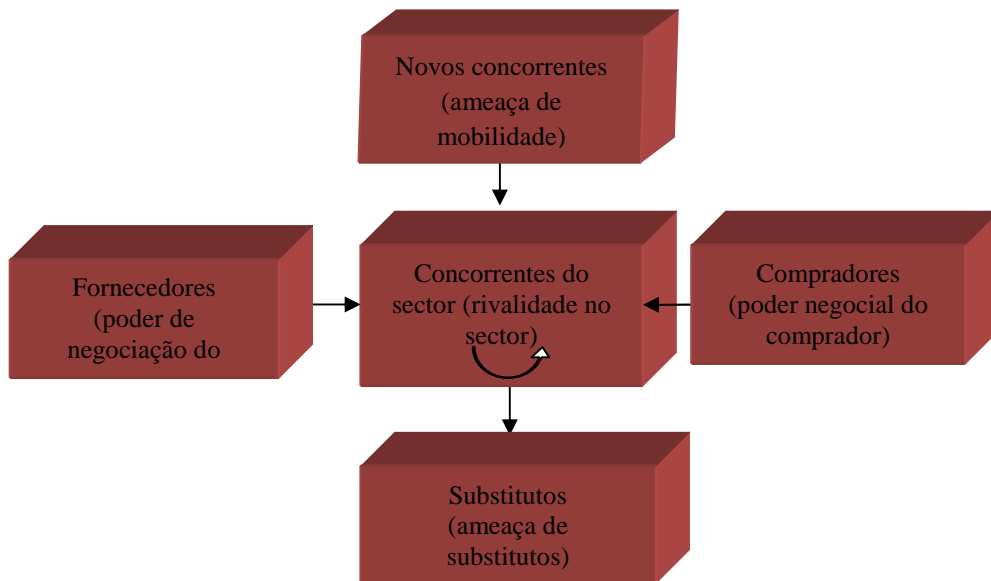 Novos concorrentes
(ameaça de
mobilidade)
Fornecedores
(poder de
negociação do
Concorrentes do
sector (rivalidade no
sector)
Compradores
(poder negocial do
comprador)
Substitutos
(ameaça de
substitutos)